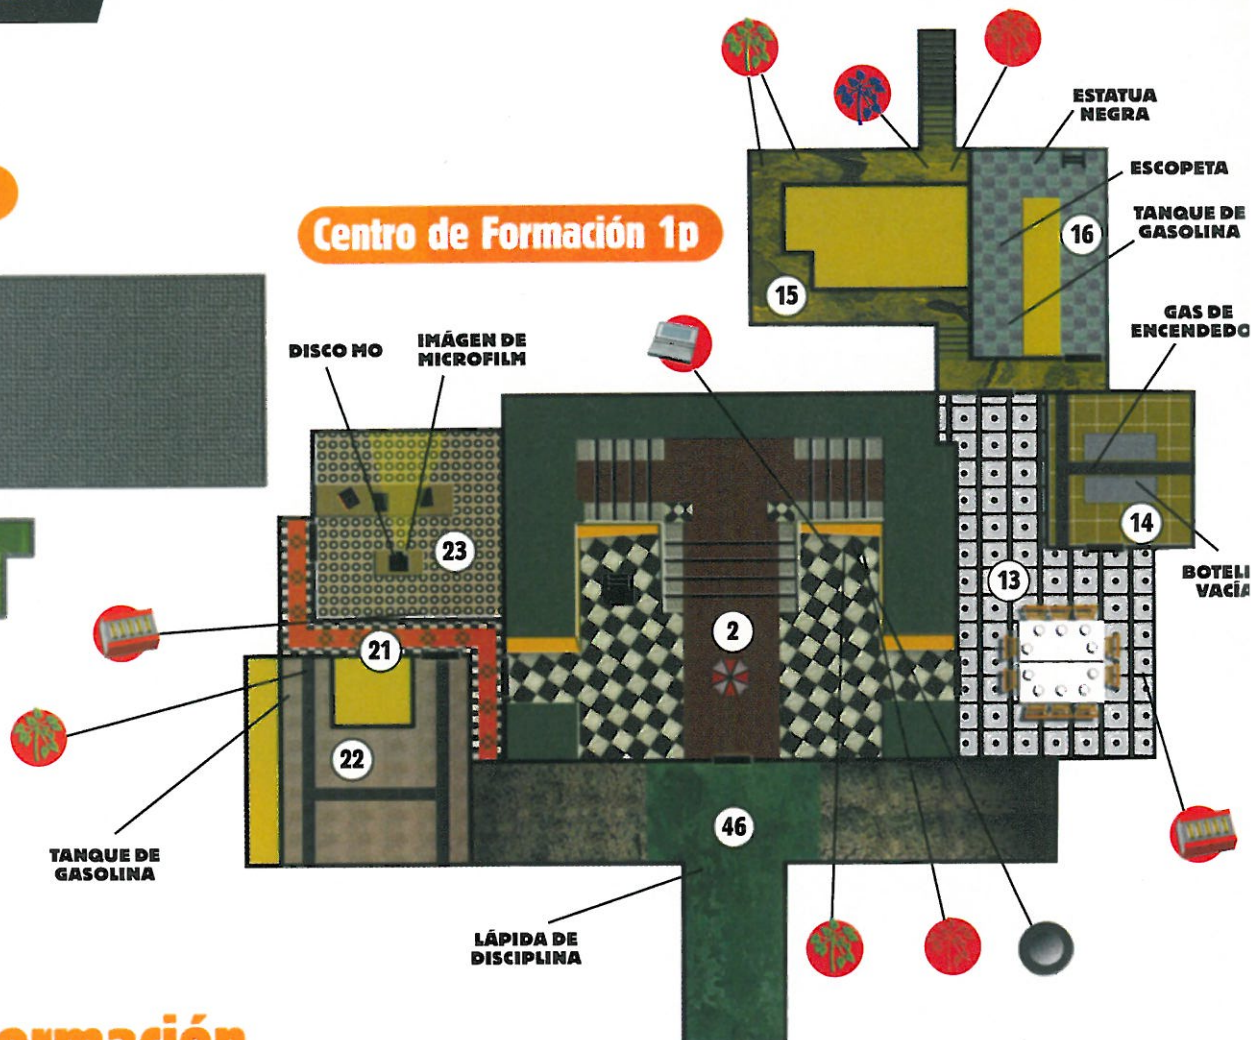 ESTATUA
NEGRA
ESCOPETA
TANQUE DE
GASOLINA
16
Centro de Formación 1p
15
GAS DE
DISCO MO
IMÁGEN DE
MICROFILM
14
23
13
VACÍA
2
21
22
46
TANQUE DE
GASOLINA
LÁPIDA DE
DISCIPLINA